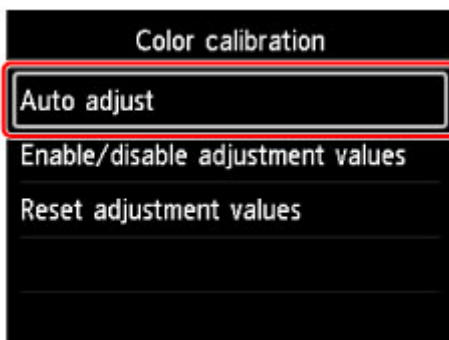 Color calibration
Auto adjust
Enable/disable adjustment values
Reset adjustment values